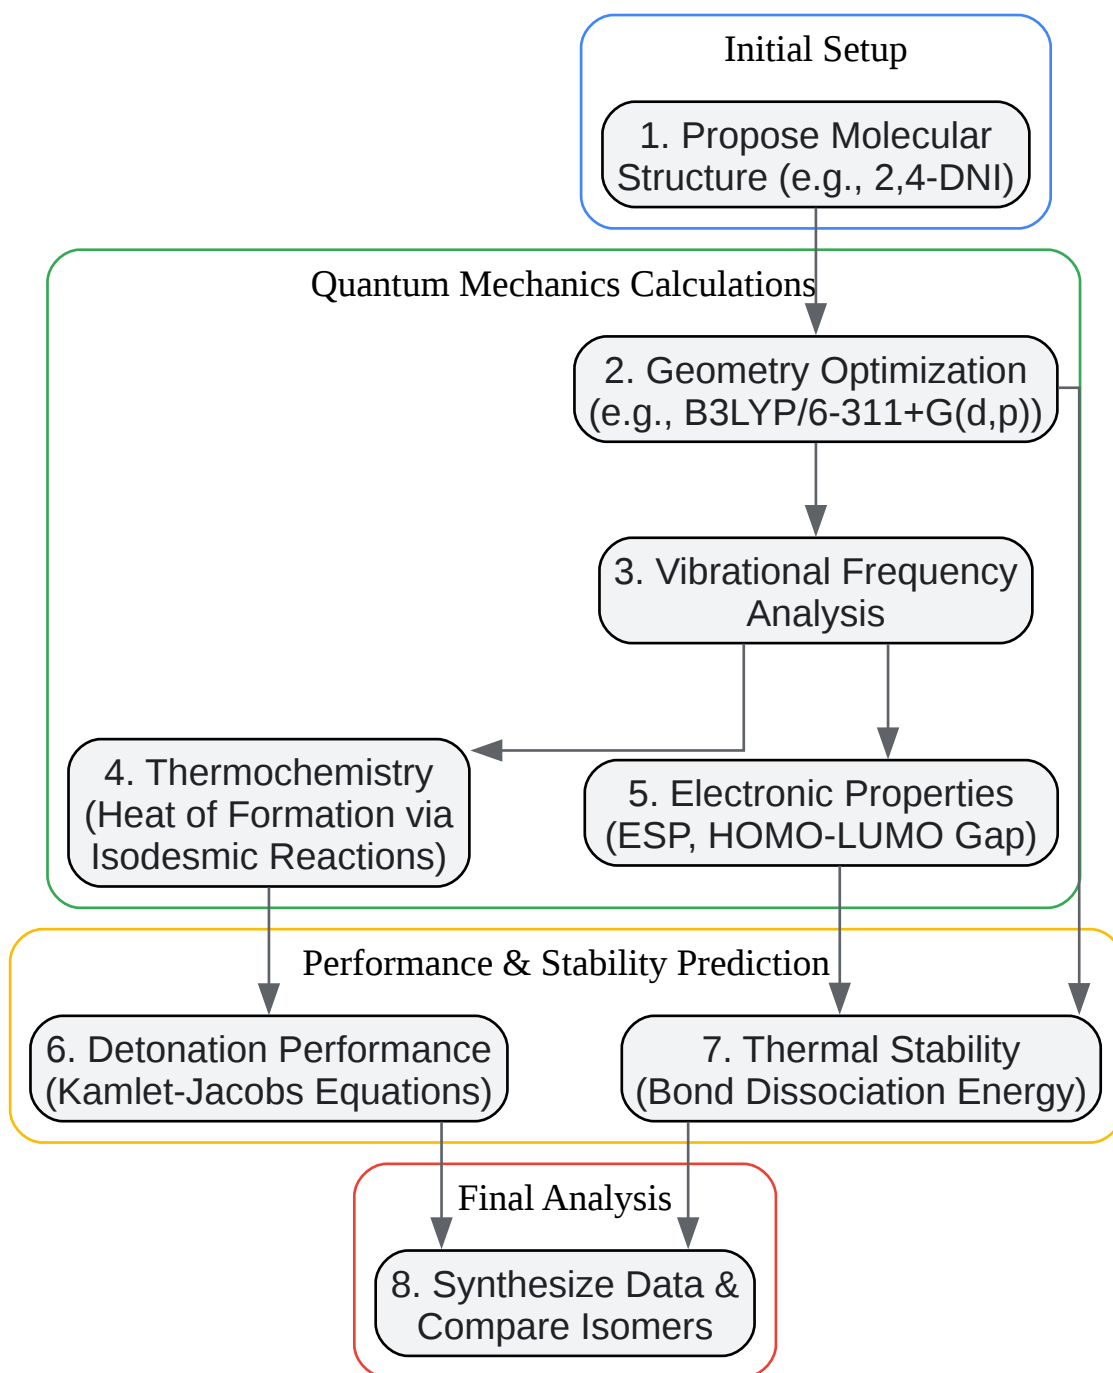 Initial Setup
1. Propose Molecular
Structure (e.g., 2,4-DNI)
Quantum Mechanics Calculations
2. Geometry Optimization
(e.g., B3LYP/6-311+G(d,p))
3. Vibrational Frequency
Analysis
4. Thermochemistry
(Heat of Formation via
Isodesmic Reactions)
5. Electronic Properties
(ESP, HOMO-LUMO Gap)
Performance & Stability Prediction
6. Detonation Performance
(Kamlet-Jacobs Equations)
7. Thermal Stability
(Bond Dissociation Energy)
Final Analysis
8. Synthesize Data &
Compare Isomers